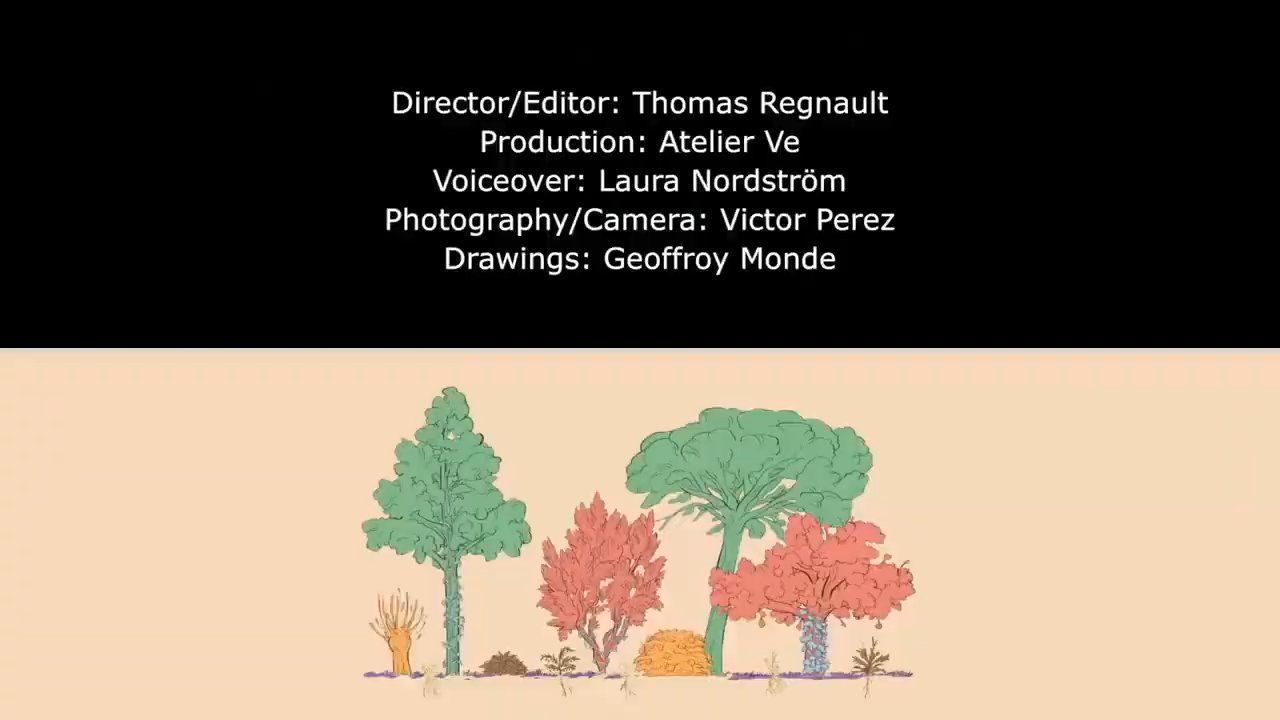 Director/Editor: Thomas Regnault
Production: Atelier Ve
Voiceover: Laura Nordström
Photography/Camera: Victor Perez
Drawings: Geoffroy Monde